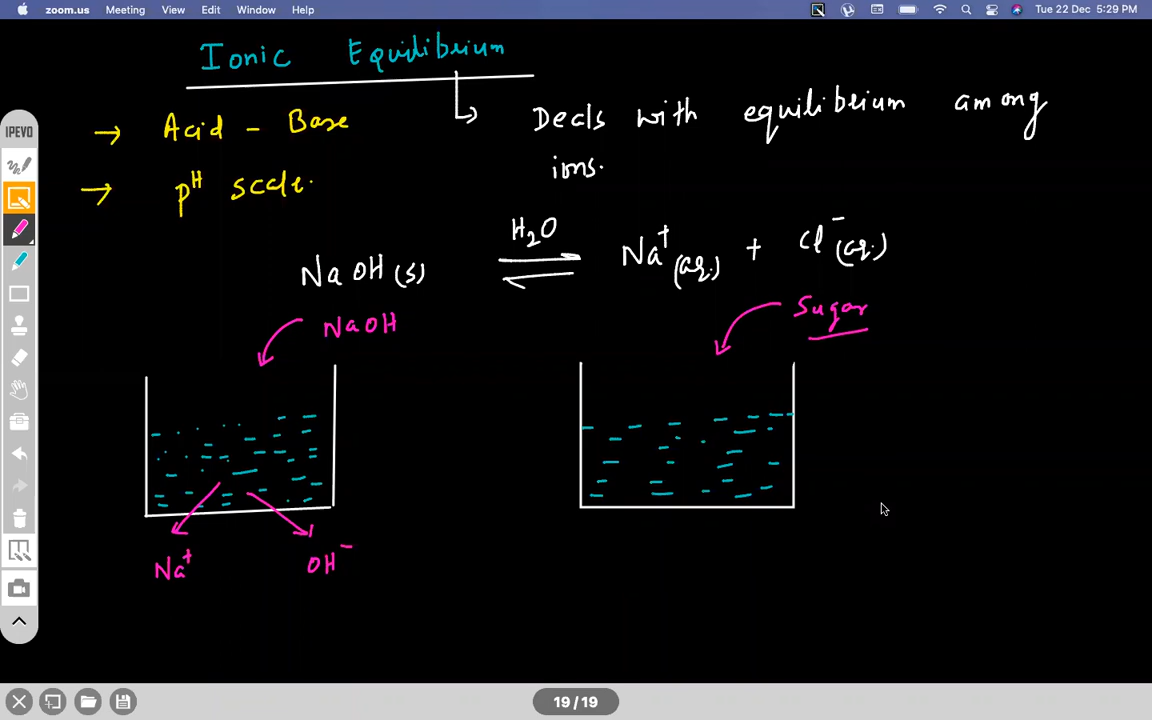 zoom.us Meeting View Edit Window Help Tue 22 Dec 5:29 PM
Ionic Equilibrium
→ Acid - Base
Deals with equilibrium among
ions.
→ pH scale.
NaOH(s) ⇌ Na⁺(aq.) + Cl⁻(aq.)
H₂O
NaOH
Sugar
Na⁺ OH⁻
IPEVO
19/19